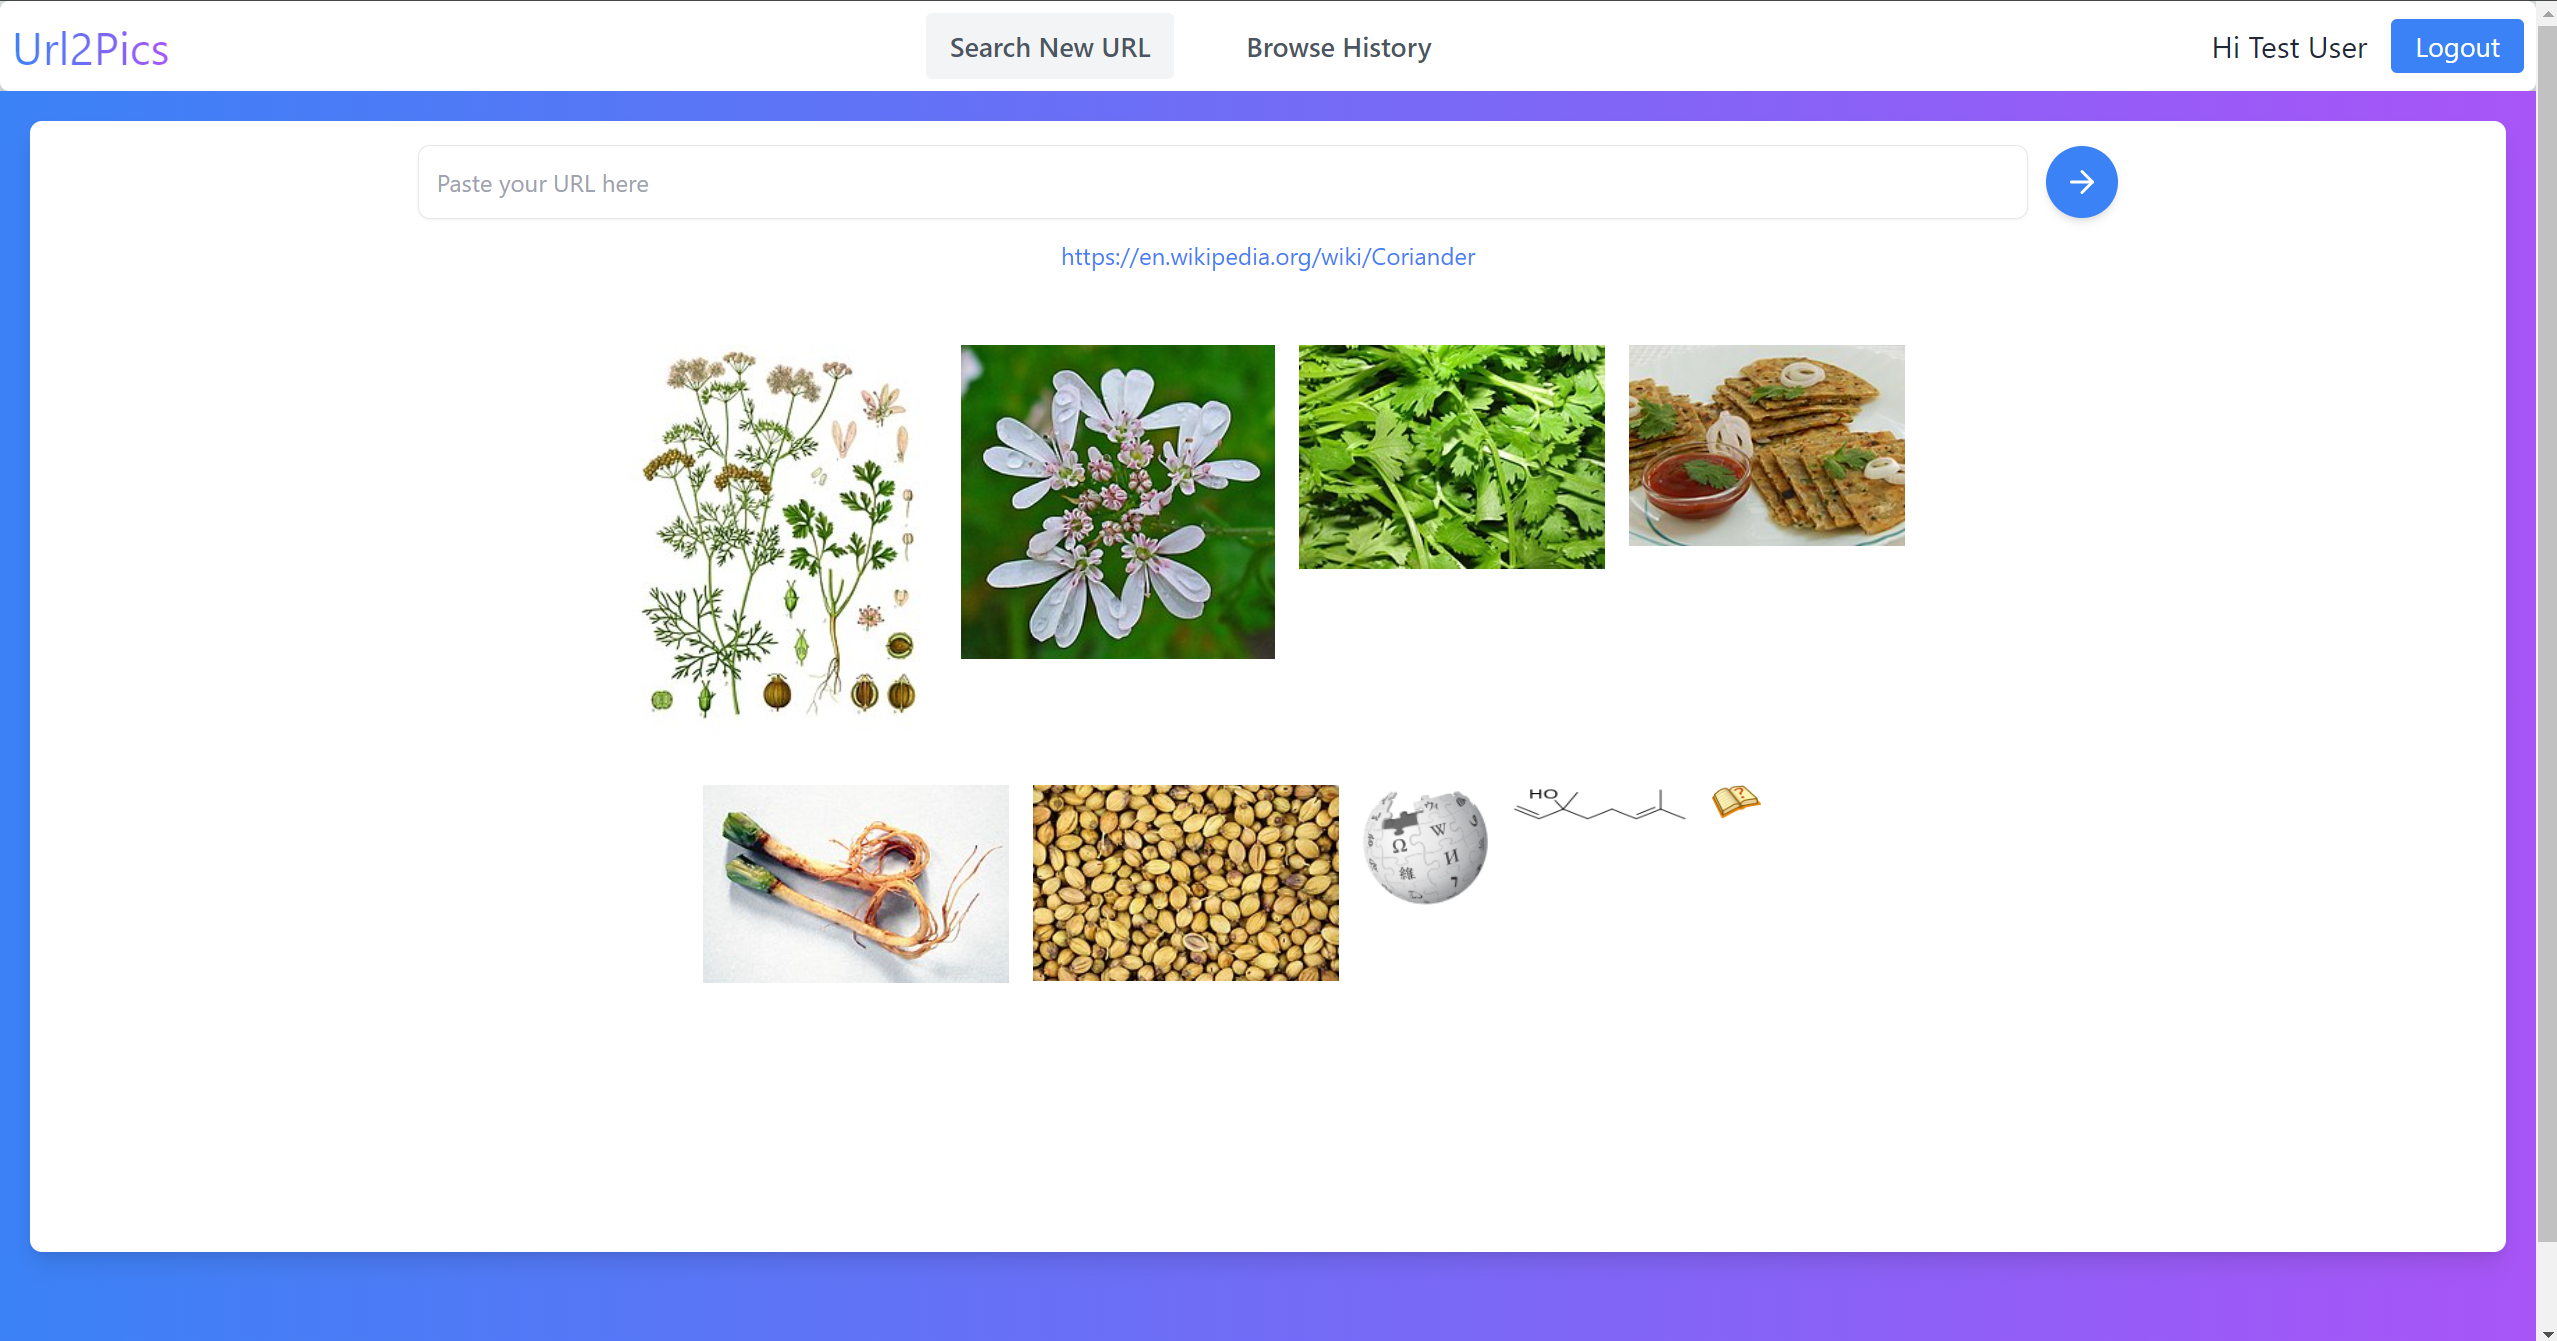 Url2Pics
Search New URL
Browse History
Hi Test User
Logout
Paste your URL here
https://en.wikipedia.org/wiki/Coriander
HO
Ω
W
И
維
?